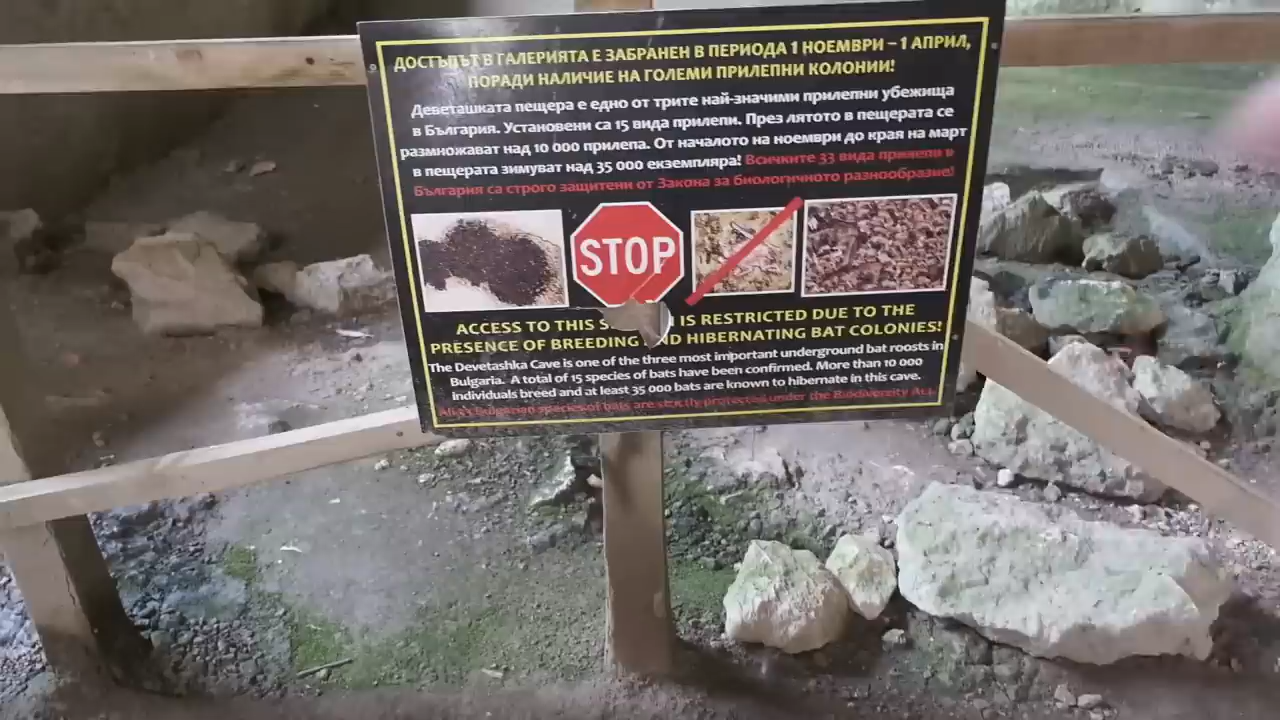 ДОСТЪПЪТ В ГАЛЕРИЯТА Е ЗАБРАНЕН В ПЕРИОДА 1 НОЕМВРИ – 1 АПРИЛ,
ПОРАДИ НАЛИЧИЕ НА ГОЛЕМИ ПРИЛЕПНИ КОЛОНИИ!
Деветашката пещера е едно от трите най-значими прилепни убежища
в България. Установени са 15 вида прилепи. През лятото в пещерата се
размножават над 10 000 прилепа. От началото на ноември до края на март
в пещерата зимуват над 35 000 екземпляра! Всичките 33 вида прилепи в
България са строго защитени от Закона за биологичното разнообразие!
STOP
ACCESS TO THIS IS RESTRICTED DUE TO THE
PRESENCE OF BREEDING AND HIBERNATING BAT COLONIES!
The Devetashka Cave is one of the three most important underground bat roosts in
Bulgaria. A total of 15 species of bats have been confirmed. More than 10 000
individuals breed and at least 35 000 bats are known to hibernate in this cave.
Bulgarian species of bats are strictly protected under the Biodiversity Act.